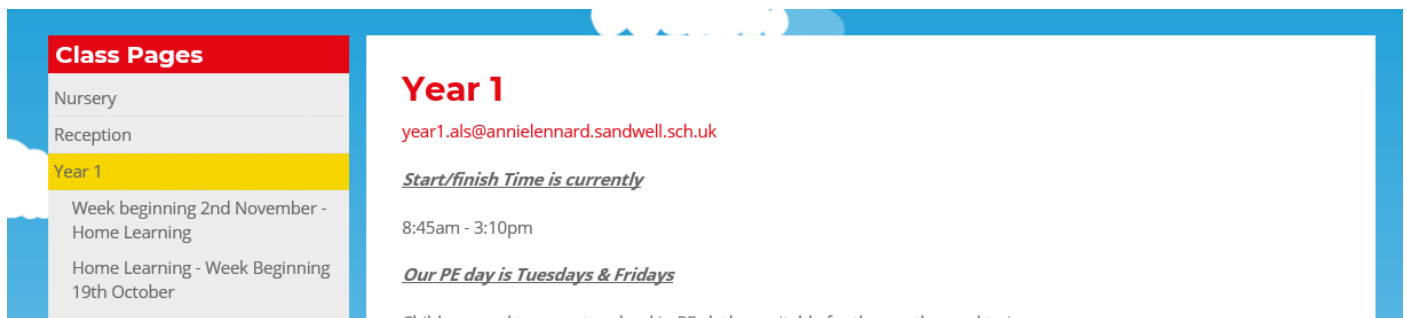 Class Pages
Nursery
Reception
Year 1
Week beginning 2nd November -
Home Learning
Home Learning - Week Beginning
19th October
Year 1
year1.als@annielennard.sandwell.sch.uk
Start/finish Time is currently
8:45am - 3:10pm
Our PE day is Tuesdays & Fridays